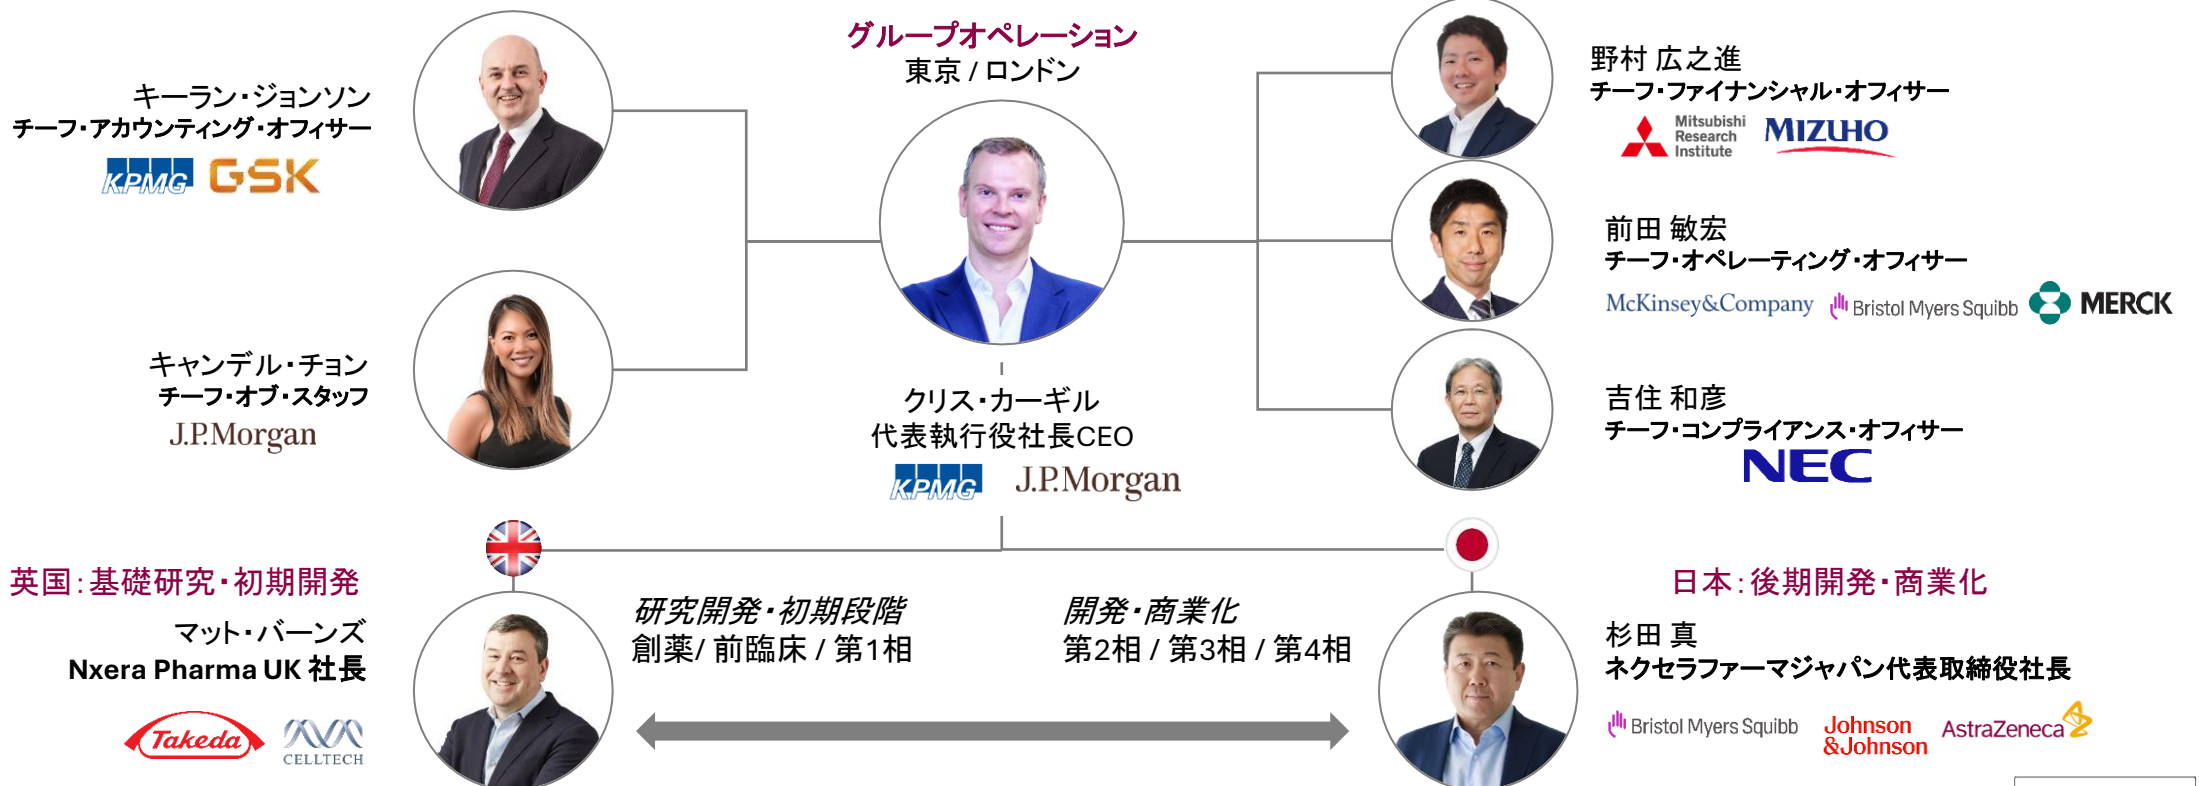 グループオペレーション
東京 / ロンドン
キーラン・ジョンソン
チーフ・アカウンティング・オフィサー
KPMG GSK
キャンデル・チョン
チーフ・オブ・スタッフ
J.P.Morgan
クリス・カーギル
代表執行役社長CEO
KPMG J.P.Morgan
野村 広之進
チーフ・ファイナンシャル・オフィサー
Mitsubishi
Research
Institute
MIZUHO
前田 敏宏
チーフ・オペレーティング・オフィサー
McKinsey&Company Bristol Myers Squibb MERCK
吉住 和彦
チーフ・コンプライアンス・オフィサー
NEC
英国：基礎研究・初期開発
マット・バーンズ
Nxera Pharma UK 社長
Takeda CELLTECH
研究開発・初期段階
創薬/ 前臨床 / 第1相
開発・商業化
第2相 / 第3相 / 第4相
日本：後期開発・商業化
杉田 真
ネクセラファーマジャパン代表取締役社長
Bristol Myers Squibb
Johnson
&Johnson
AstraZeneca